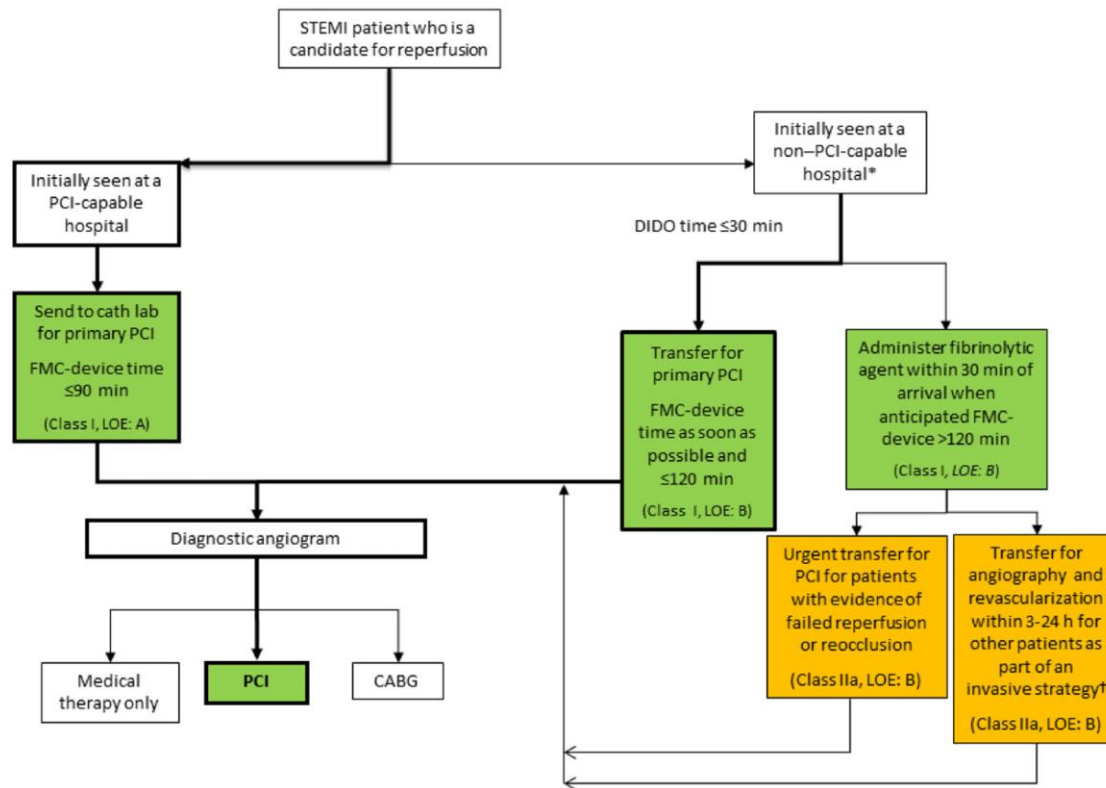 STEMI patient who is a
candidate for reperfusion
Initially seen at a
PCI-capable
hospital
Initially seen at a
non–PCI-capable
hospital*
DIDO time ≤30 min
Send to cath lab
for primary PCI
FMC-device time
≤90 min
(Class I, LOE: A)
Transfer for
primary PCI
FMC-device
time as soon as
possible and
≤120 min
(Class I, LOE: B)
Administer fibrinolytic
agent within 30 min of
arrival when
anticipated FMC-
device >120 min
(Class I, LOE: B)
Diagnostic angiogram
Urgent transfer for
PCI for patients
with evidence of
failed reperfusion
or reocclusion
(Class IIa, LOE: B)
Transfer for
angiography and
revascularization
within 3-24 h for
other patients as
part of an
invasive strategy†
(Class IIa, LOE: B)
Medical
therapy only
PCI
CABG